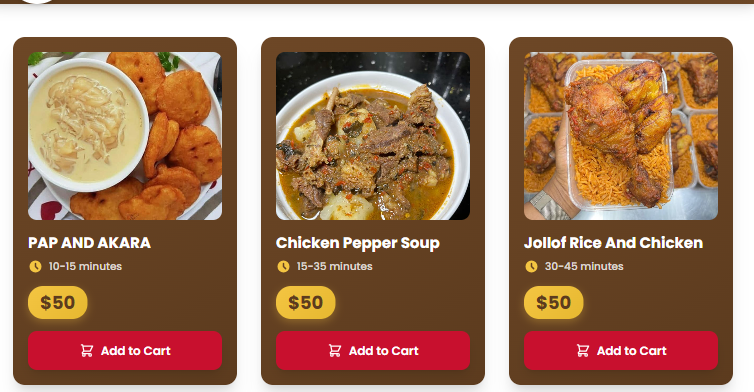 PAP AND AKARA
10-15 minutes
$50
Add to Cart
Chicken Pepper Soup
15-35 minutes
$50
Add to Cart
Jollof Rice And Chicken
30-45 minutes
$50
Add to Cart